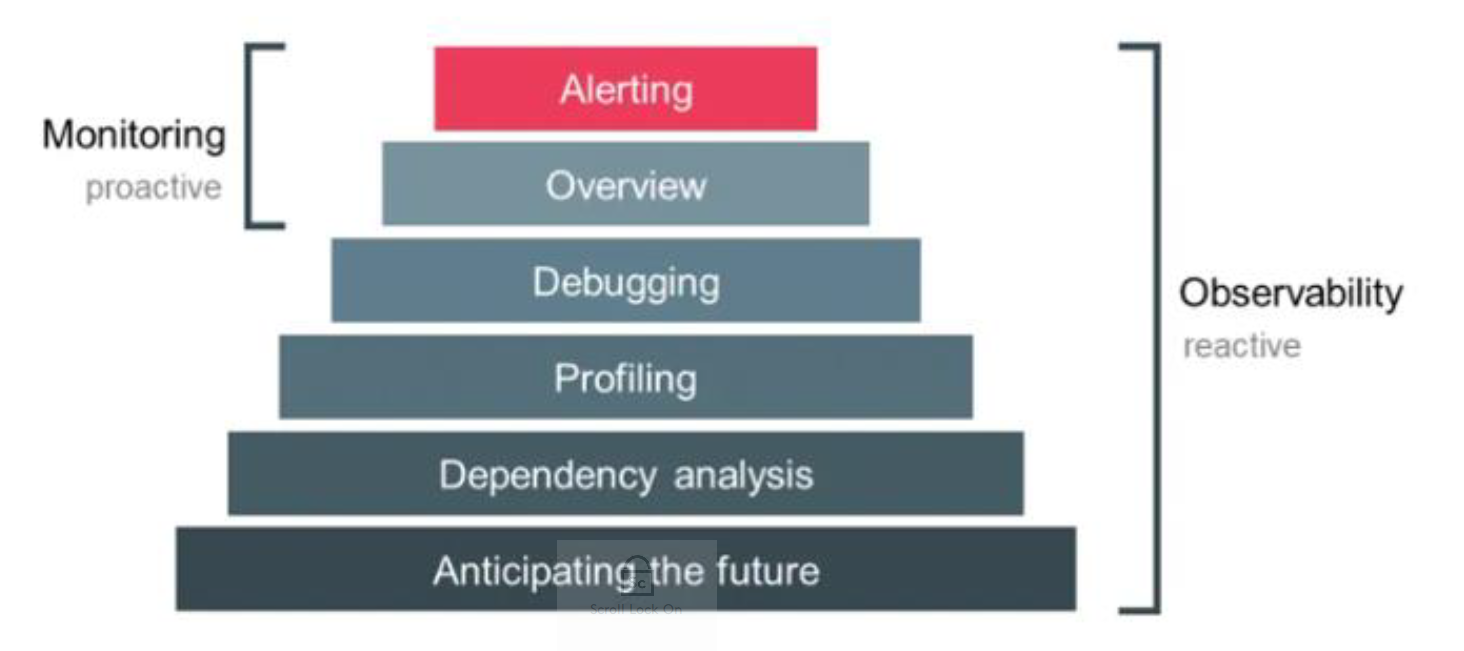 Alerting
Monitoring
proactive
Overview
Debugging
Observability
reactive
Profiling
Dependency analysis
Anticipating the future
Scroll Lock On